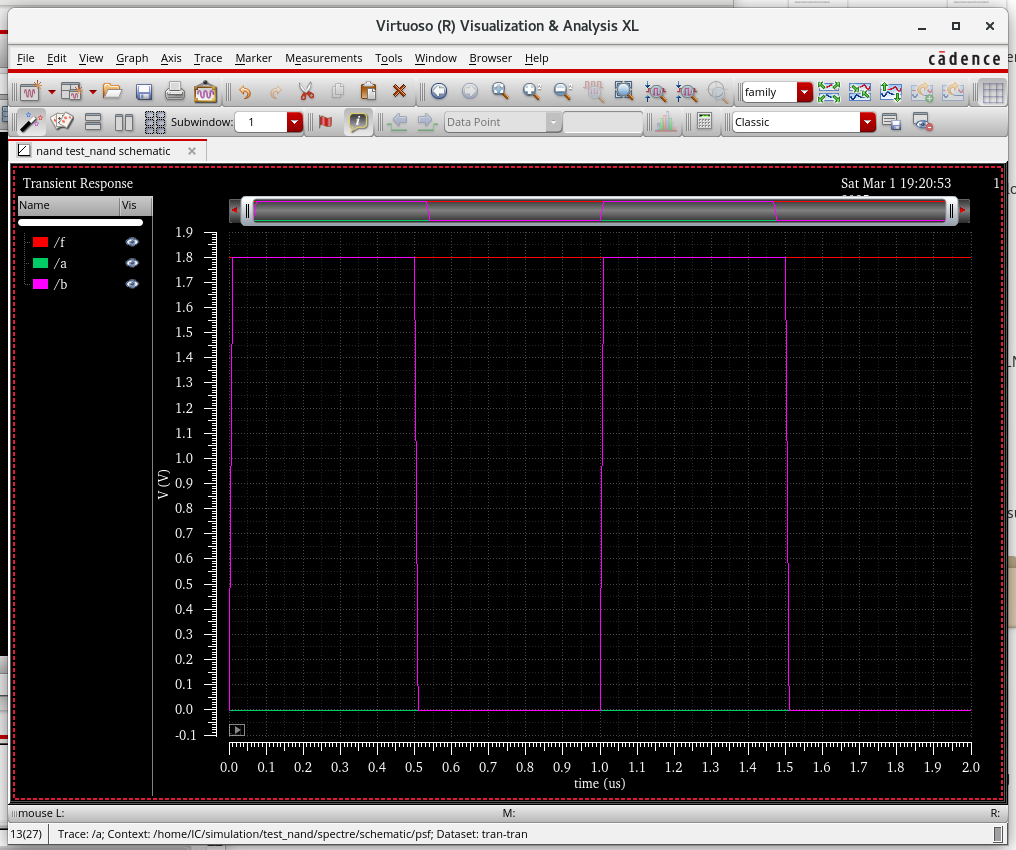 Virtuoso (R) Visualization & Analysis XL
File Edit View Graph Axis Trace Marker Measurements Tools Window Browser Help
cādence
family
Subwindow: 1
Data Point
Classic
nand test_nand schematic
Transient Response
Sat Mar 1 19:20:53
1
Name Vis
/f
/a
/b
1.9
1.8
1.7
1.6
1.5
1.4
1.3
1.2
1.1
1.0
0.9
0.8
0.7
0.6
0.5
0.4
0.3
0.2
0.1
0.0
-0.1
V (V)
0.0 0.1 0.2 0.3 0.4 0.5 0.6 0.7 0.8 0.9 1.0 1.1 1.2 1.3 1.4 1.5 1.6 1.7 1.8 1.9 2.0
time (us)
mouse L: M: R:
13(27) Trace: /a; Context: /home/IC/simulation/test_nand/spectre/schematic/psf; Dataset: tran-tran